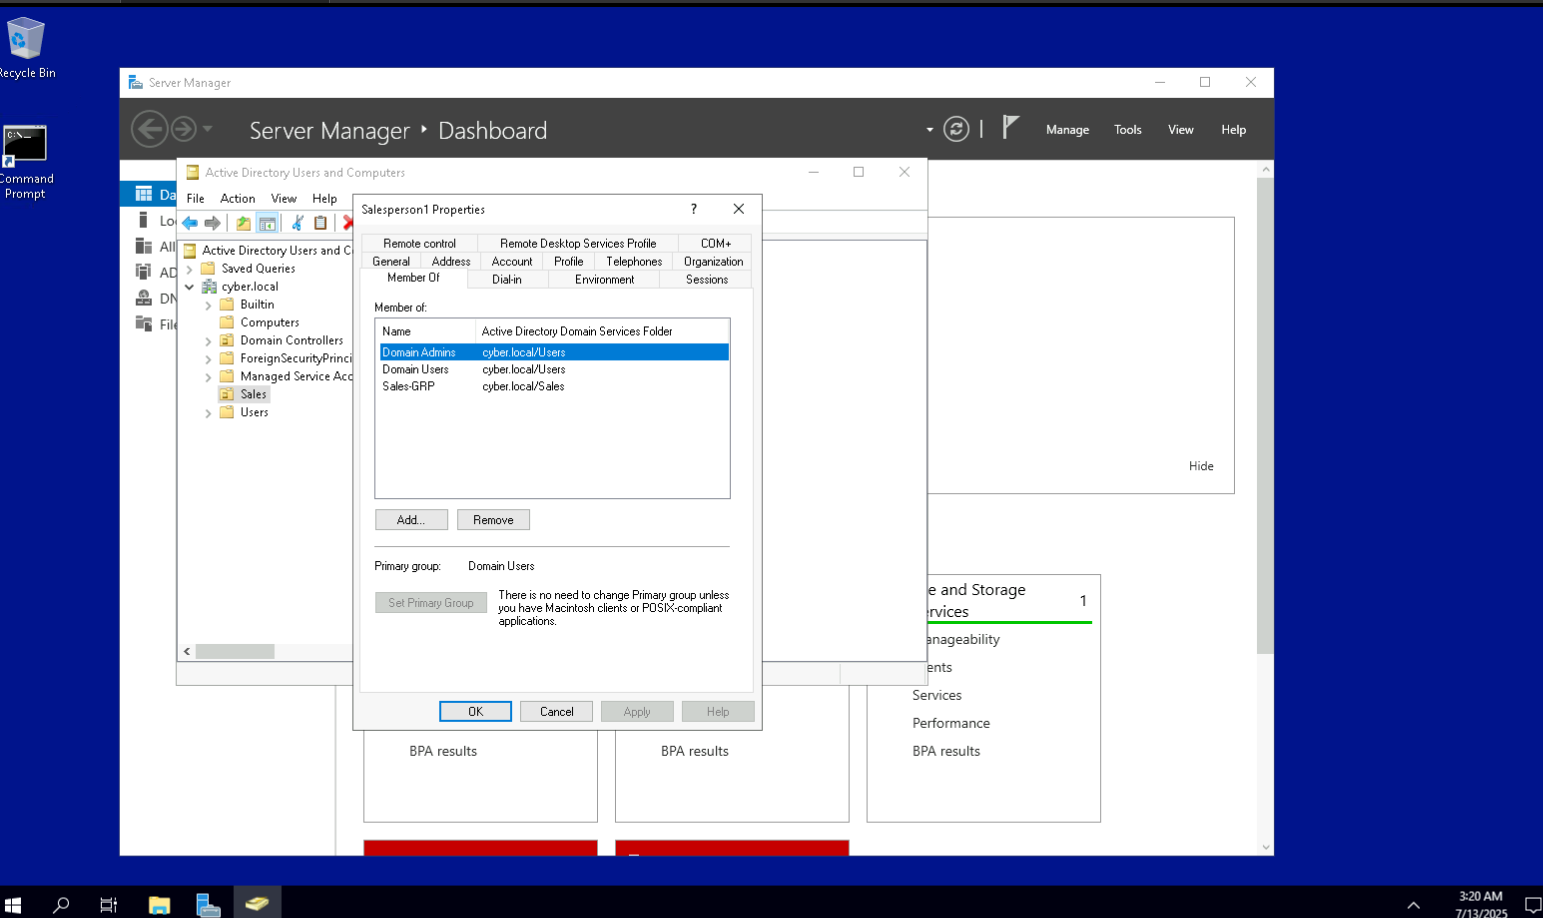 Recycle Bin
Command
Prompt
Server Manager
Server Manager ‣ Dashboard
Manage
Tools
View
Help
Da
Loc
All
AD
DN
File
Active Directory Users and Computers
File
Action
View
Help
Active Directory Users and C
Saved Queries
cyber.local
Builtin
Computers
Domain Controllers
ForeignSecurityPrinci
Managed Service Acc
Sales
Users
Salesperson1 Properties
?
Remote control
Remote Desktop Services Profile
COM+
General
Address
Account
Profile
Telephones
Organization
Member Of
Dial-in
Environment
Sessions
Member of:
Name
Active Directory Domain Services Folder
Domain Admins
cyber.local/Users
Domain Users
cyber.local/Users
Sales-GRP
cyber.local/Sales
Add...
Remove
Primary group:
Domain Users
Set Primary Group
There is no need to change Primary group unless
you have Macintosh clients or POSIX-compliant
applications.
OK
Cancel
Apply
Help
Hide
e and Storage
rvices
1
anageability
ents
Services
Performance
BPA results
BPA results
BPA results
3:20 AM
7/13/2025